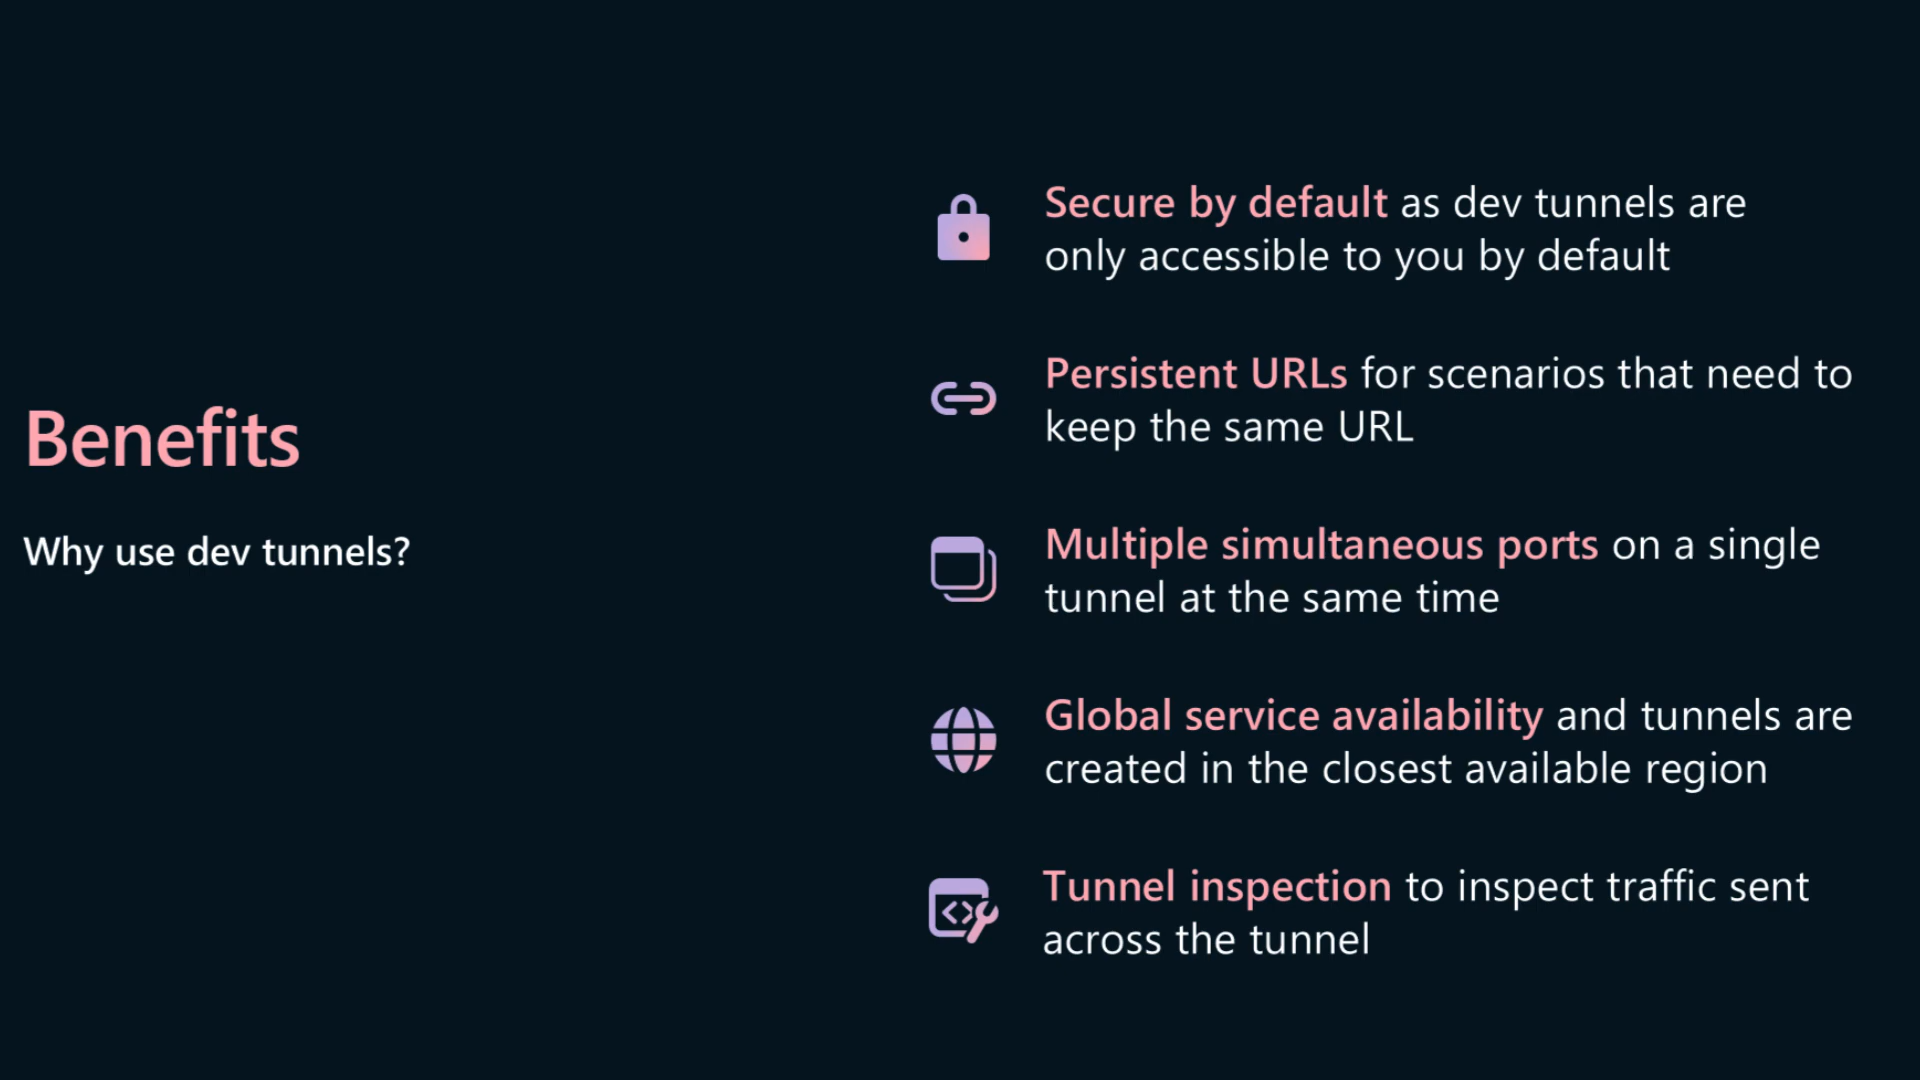 Benefits
Why use dev tunnels?
Secure by default as dev tunnels are
only accessible to you by default
Persistent URLs for scenarios that need to
keep the same URL
Multiple simultaneous ports on a single
tunnel at the same time
Global service availability and tunnels are
created in the closest available region
Tunnel inspection to inspect traffic sent
across the tunnel